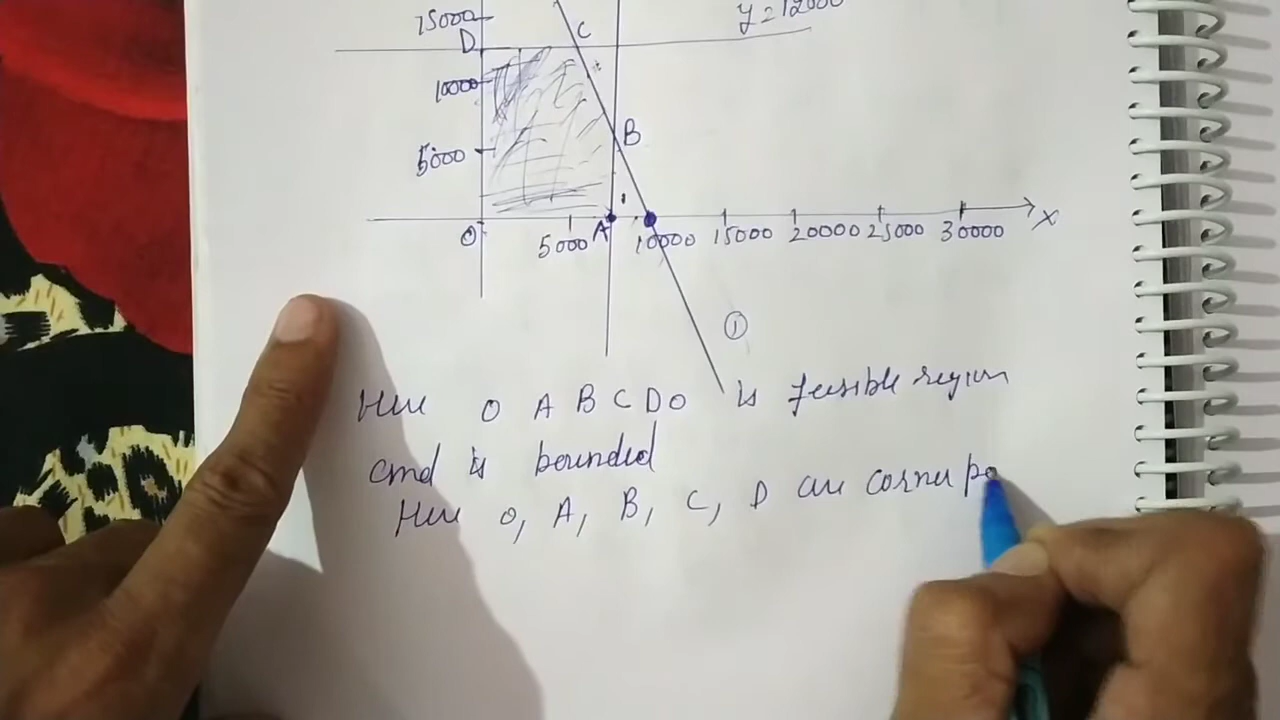 15000
y = 12000
D
C
10000
B
5000
O
5000 A 10000 15000 20000 25000 30000 X
①
Here O A B C D O is feasible region
and is bounded
Here O, A, B, C, D are corner po